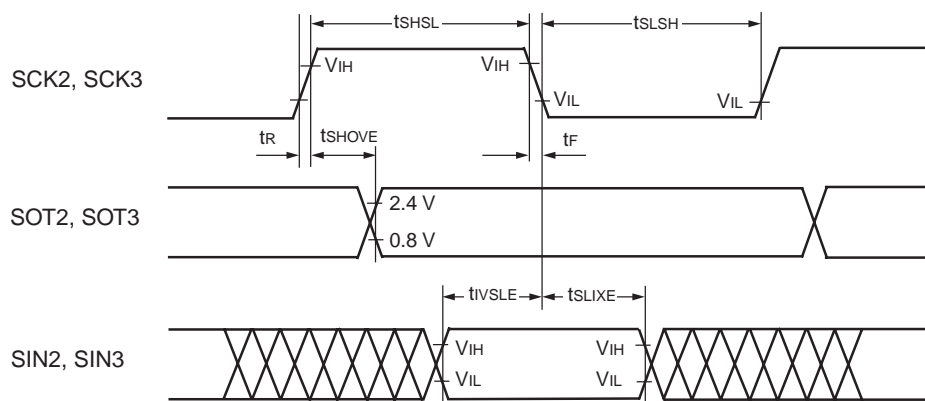 tSHSL
tSLSH
SCK2, SCK3
VIH
VIH
VIL
VIL
tR
tSHOVE
tF
SOT2, SOT3
2.4 V
0.8 V
tIVSLE
tSLIXE
SIN2, SIN3
VIH
VIH
VIL
VIL